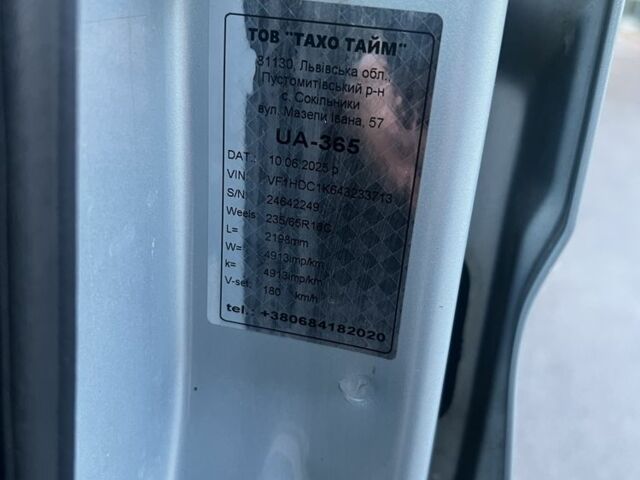 ТОВ "ТАХО ТАЙМ"
81130, Львівська обл.,
Пустомитівський р-н
с. Сокільники
вул. Мазепи Івана, 57
UA-365
DAT.: 10.06.2025 р
VIN: VF1HDC1K643233713
S/N: 24642249
Weels: 235/65R16C
L= 2198mm
W= 4913imp/km
k= 4913imp/km
V-set: 180 km/h
tel.: +380684182020